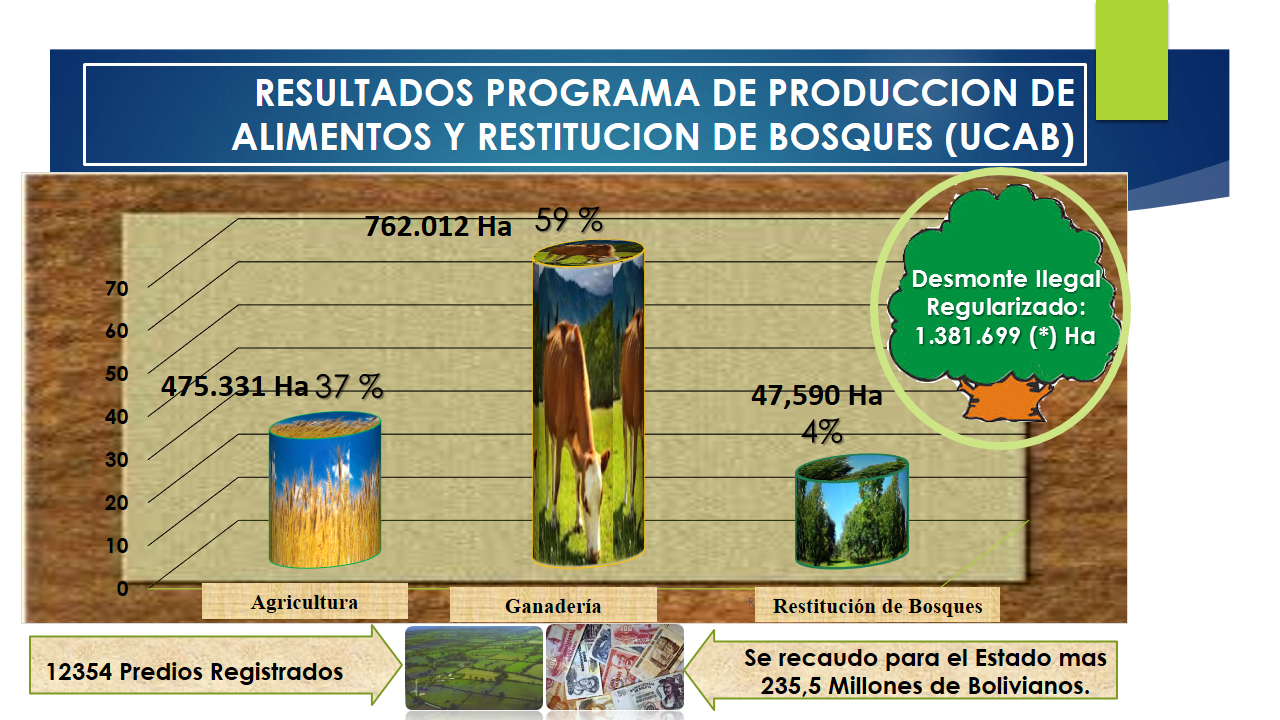 RESULTADOS PROGRAMA DE PRODUCCION DE
ALIMENTOS Y RESTITUCION DE BOSQUES (UCAB)
762.012 Ha 59 %
Desmonte Ilegal
Regularizado:
1.381.699 (*) Ha
70
60
50
475.331 Ha 37 %
47,590 Ha
4%
40
30
20
10
0
Agricultura
Ganadería
Restitución de Bosques
12354 Predios Registrados
Se recaudo para el Estado mas
235,5 Millones de Bolivianos.